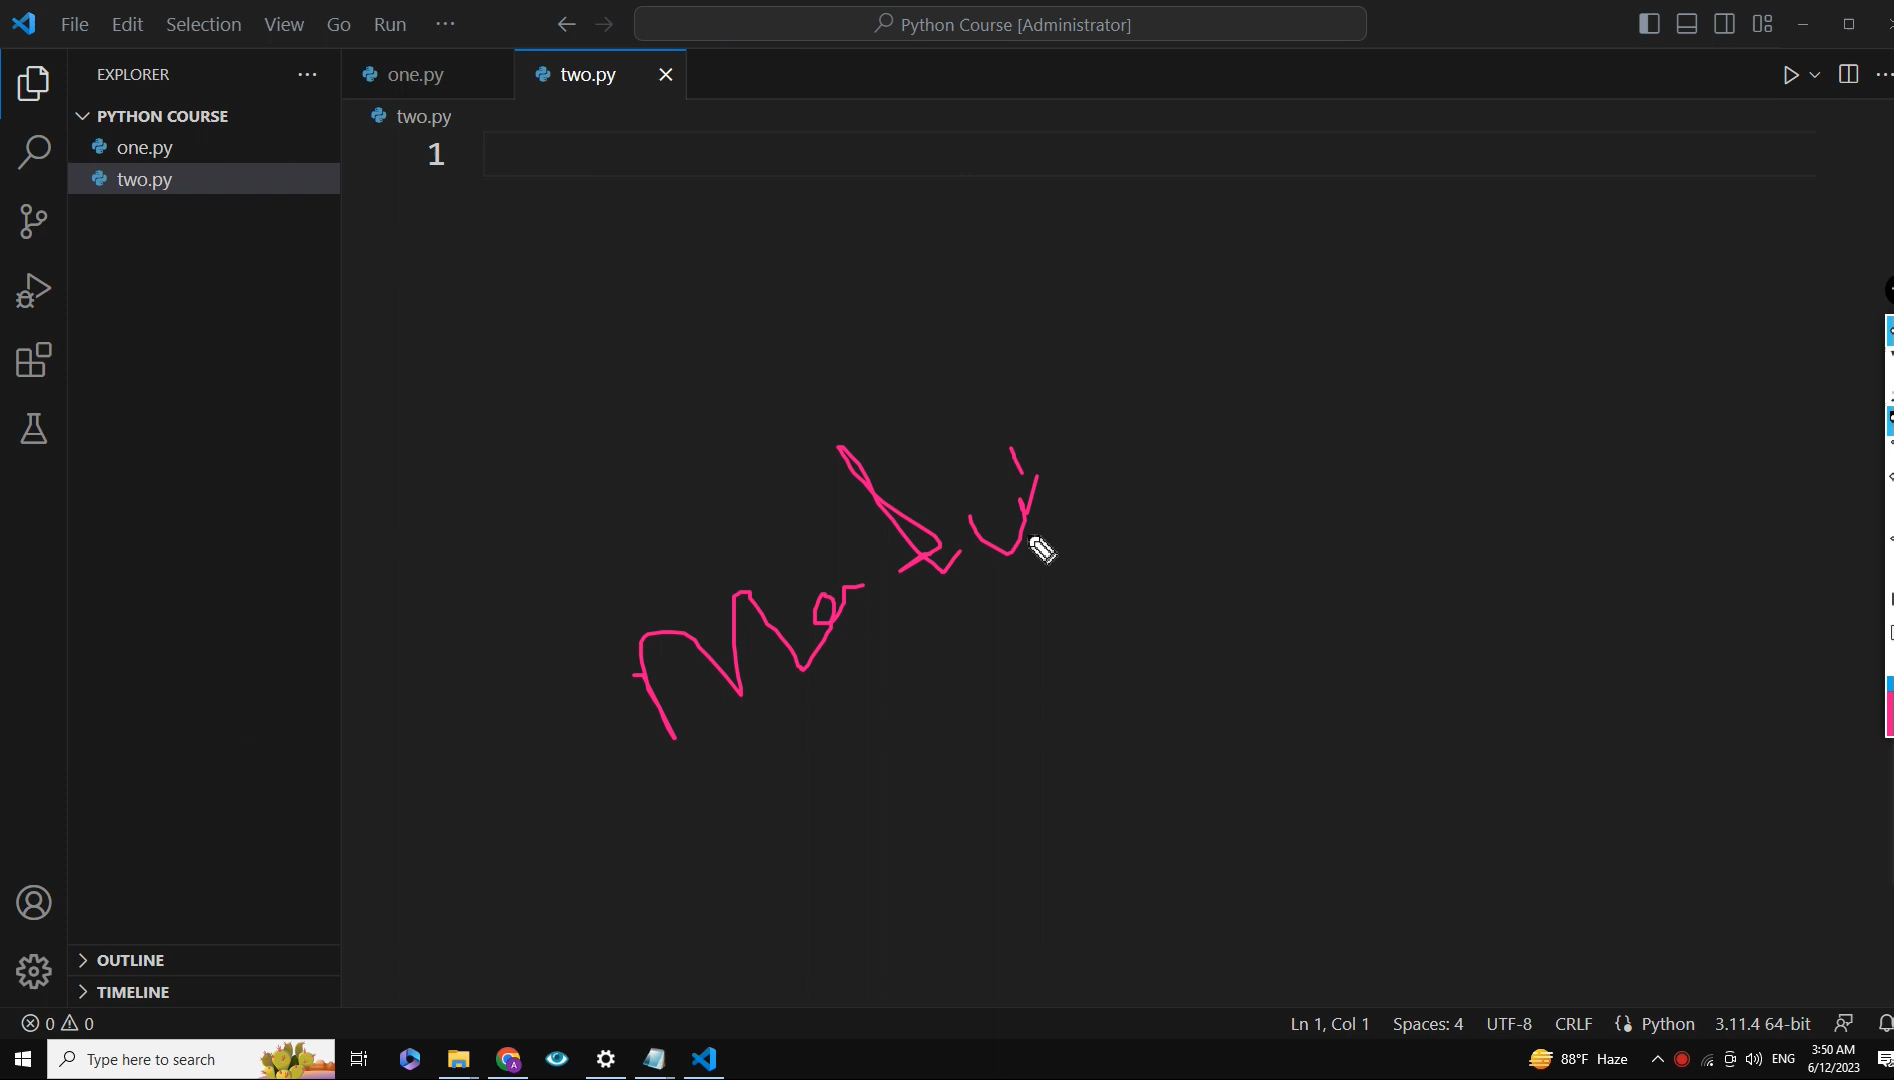 File Edit Selection View Go Run ...
Python Course [Administrator]
EXPLORER ...
PYTHON COURSE
one.py
two.py
OUTLINE
TIMELINE
one.py
two.py
two.py
1
0 0
Ln 1, Col 1 Spaces: 4 UTF-8 CRLF Python 3.11.4 64-bit
Type here to search
A
88°F Haze
ENG
3:50 AM
6/12/2023